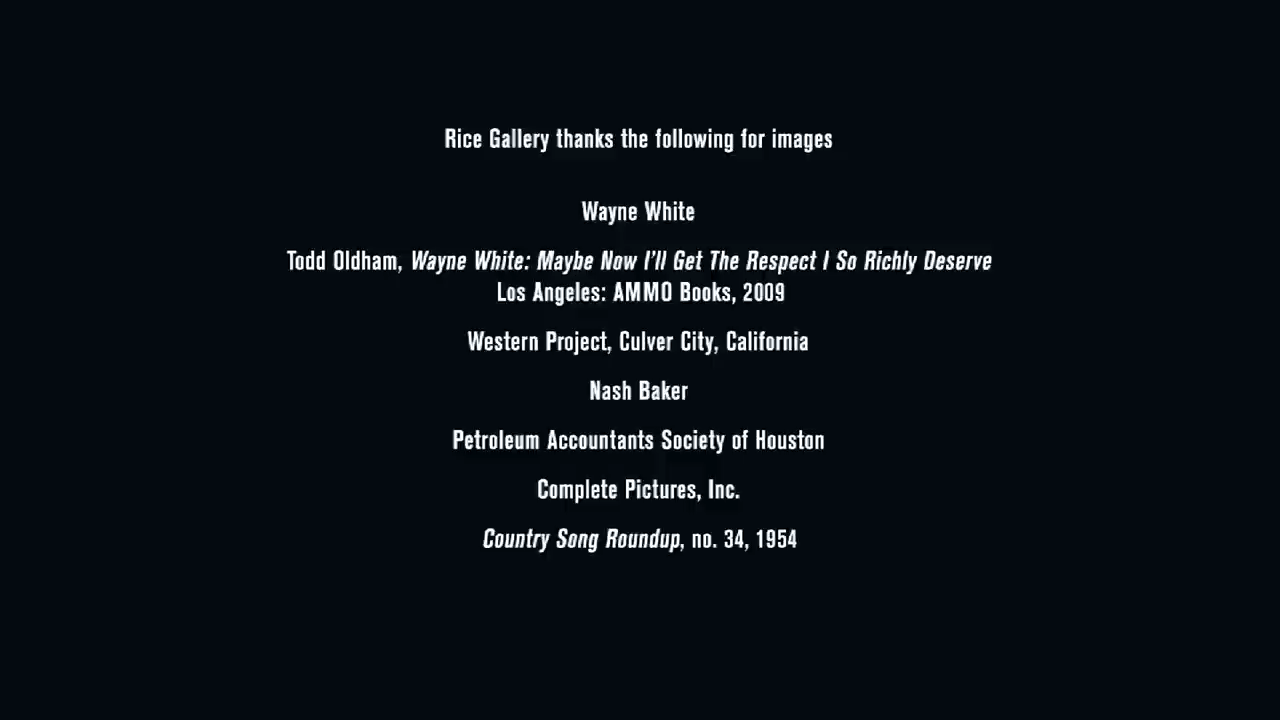 Rice Gallery thanks the following for images
Wayne White
Todd Oldham, Wayne White: Maybe Now I'll Get The Respect I So Richly Deserve
Los Angeles: AMMO Books, 2009
Western Project, Culver City, California
Nash Baker
Petroleum Accountants Society of Houston
Complete Pictures, Inc.
Country Song Roundup, no. 34, 1954